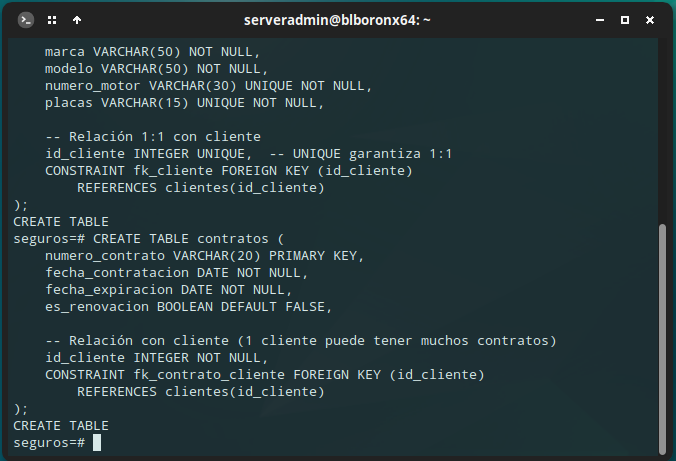 serveradmin@blboronx64: ~
    marca VARCHAR(50) NOT NULL,
    modelo VARCHAR(50) NOT NULL,
    numero_motor VARCHAR(30) UNIQUE NOT NULL,
    placas VARCHAR(15) UNIQUE NOT NULL,

    -- Relación 1:1 con cliente
    id_cliente INTEGER UNIQUE,  -- UNIQUE garantiza 1:1
    CONSTRAINT fk_cliente FOREIGN KEY (id_cliente)
        REFERENCES clientes(id_cliente)
);
CREATE TABLE
seguros=# CREATE TABLE contratos (
    numero_contrato VARCHAR(20) PRIMARY KEY,
    fecha_contratacion DATE NOT NULL,
    fecha_expiracion DATE NOT NULL,
    es_renovacion BOOLEAN DEFAULT FALSE,

    -- Relación con cliente (1 cliente puede tener muchos contratos)
    id_cliente INTEGER NOT NULL,
    CONSTRAINT fk_contrato_cliente FOREIGN KEY (id_cliente)
        REFERENCES clientes(id_cliente)
);
CREATE TABLE
seguros=#